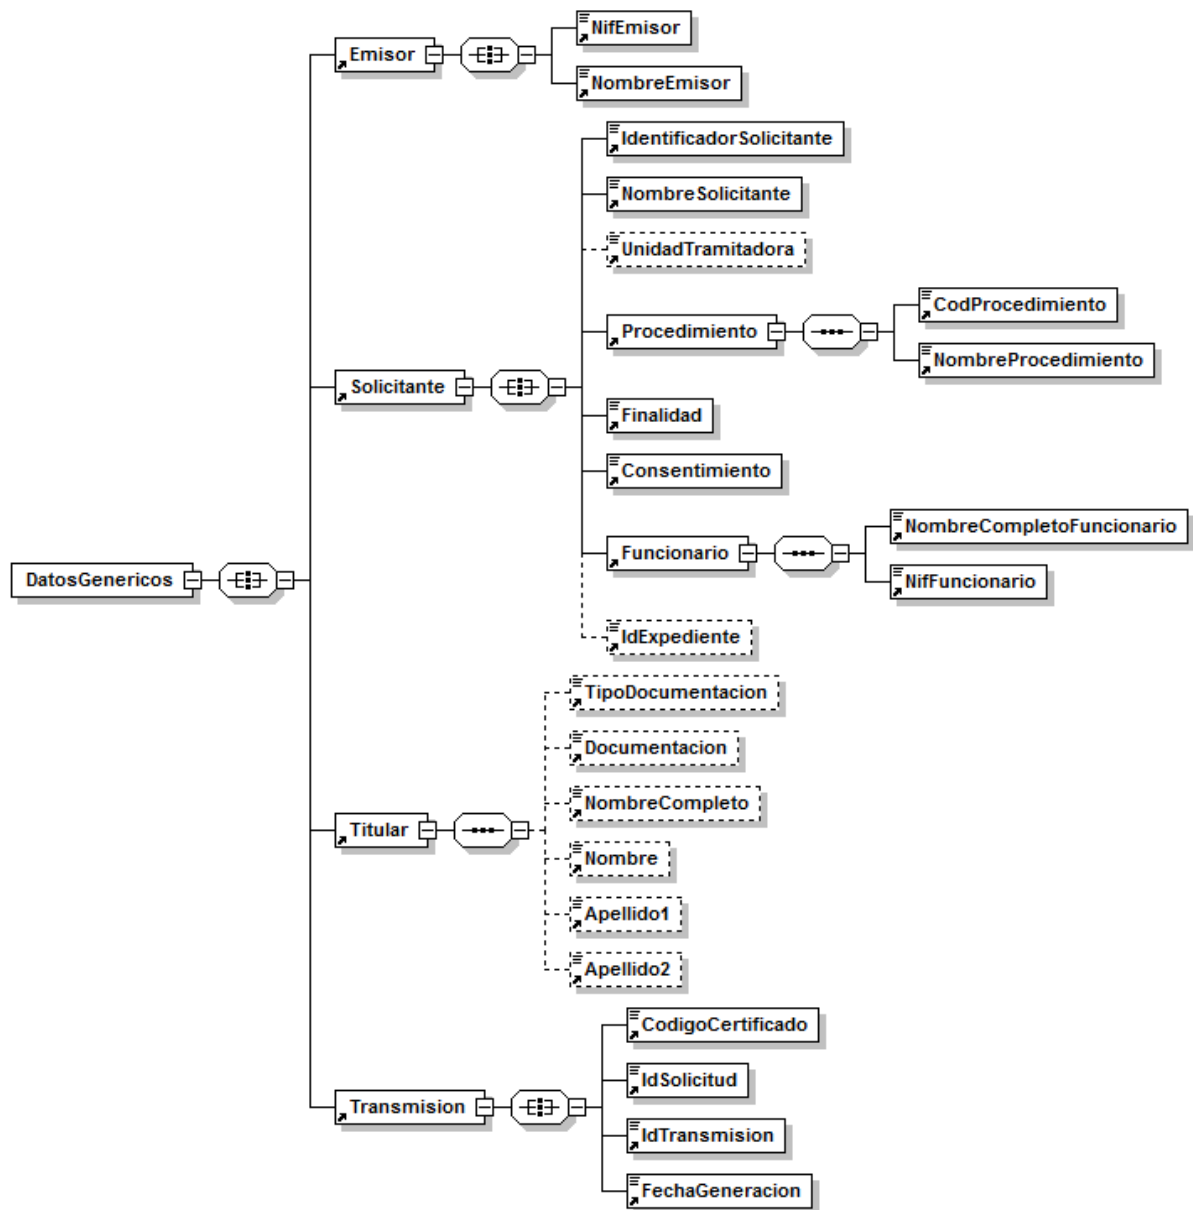 DatosGenericos
Emisor
NifEmisor
NombreEmisor
Solicitante
IdentificadorSolicitante
NombreSolicitante
UnidadTramitadora
Procedimiento
CodProcedimiento
NombreProcedimiento
Finalidad
Consentimiento
Funcionario
NombreCompletoFuncionario
NifFuncionario
IdExpediente
Titular
TipoDocumentacion
Documentacion
NombreCompleto
Nombre
Apellido1
Apellido2
Transmision
CodigoCertificado
IdSolicitud
IdTransmision
FechaGeneracion